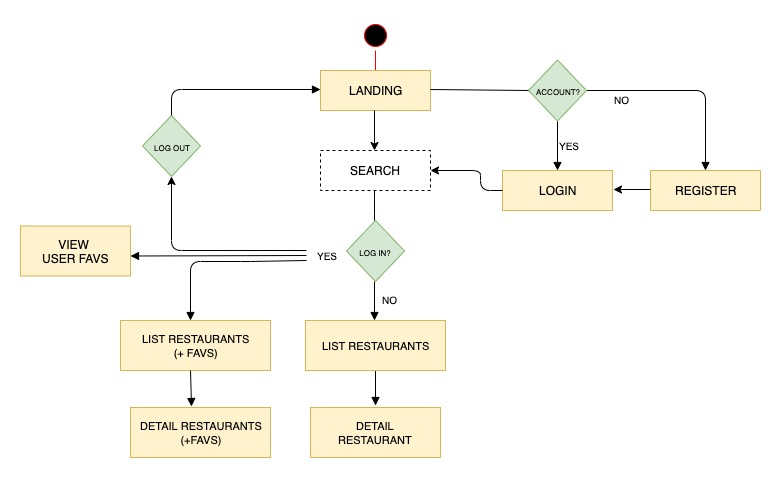 LANDING
ACCOUNT?
NO
LOG OUT
YES
SEARCH
LOGIN
REGISTER
VIEW
USER FAVS
YES
LOG IN?
NO
LIST RESTAURANTS
(+ FAVS)
LIST RESTAURANTS
DETAIL RESTAURANTS
(+FAVS)
DETAIL
RESTAURANT